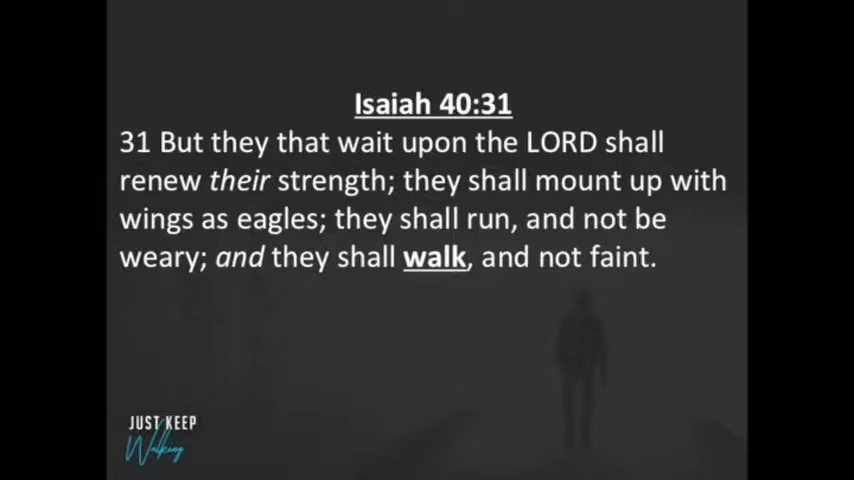 Isaiah 40:31
31 But they that wait upon the LORD shall
renew their strength; they shall mount up with
wings as eagles; they shall run, and not be
weary; and they shall walk, and not faint.
JUST KEEP
Walking